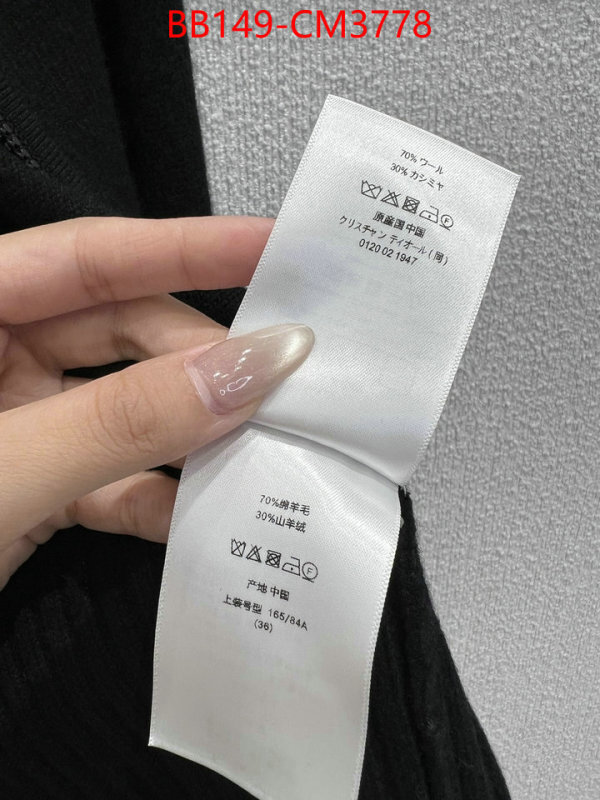 BB149-CM3778
70% ウール
30% カシミヤ
原産国 中国
クリスチャン ディオール (同)
0120 02 1947
70%绵羊毛
30%山羊绒
F
产地 中国
上装号型 165/84A
(36)